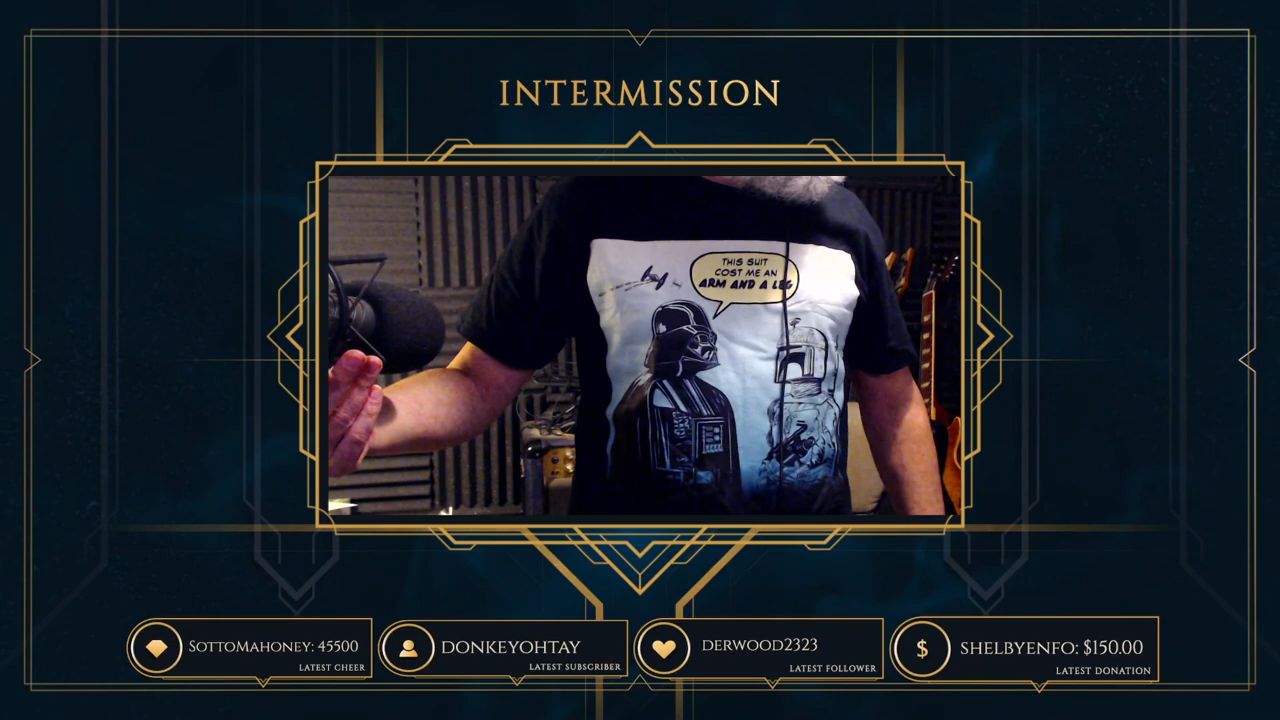 INTERMISSION
THIS SUIT
COST ME AN
ARM AND A LEG
SottoMahoney: 45500
LATEST CHEER
DONKEYOHTAY
LATEST SUBSCRIBER
DERWOOD2323
LATEST FOLLOWER
SHELBYENFO: $150.00
LATEST DONATION